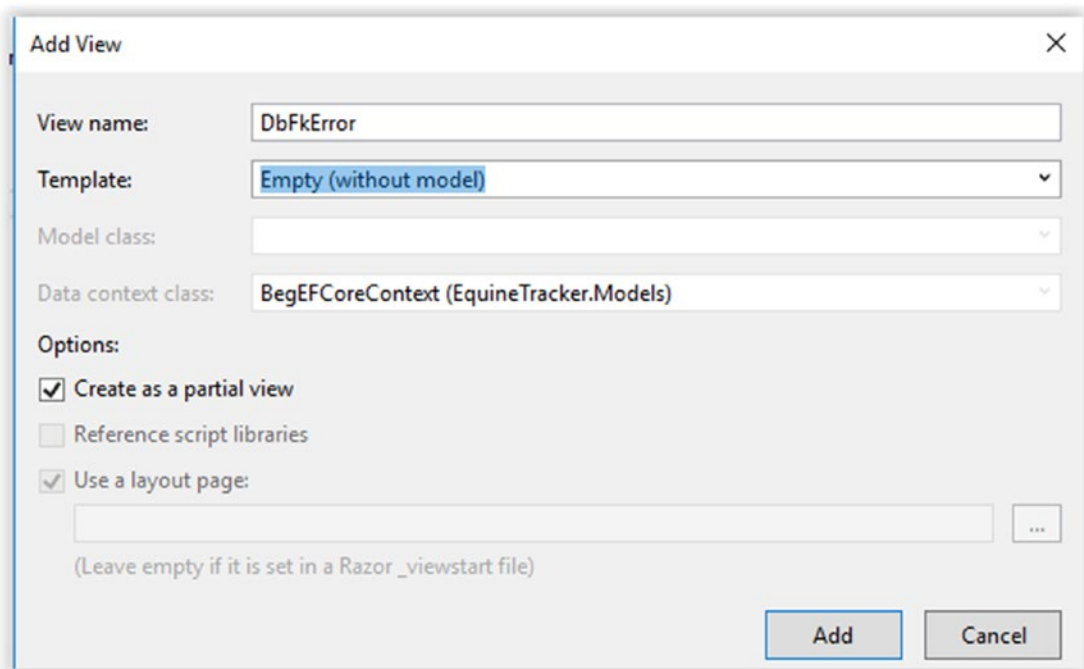 Add View
View name: DbFkError
Template: Empty (without model)
Model class:
Data context class: BegEFCoreContext (EquineTracker.Models)
Options:
Create as a partial view
Reference script libraries
Use a layout page:
...
(Leave empty if it is set in a Razor _viewstart file)
Add Cancel